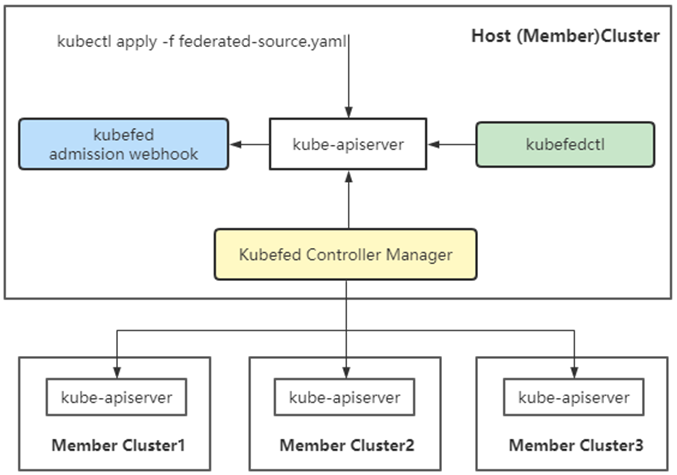 kubectl apply -f federated-source.yaml
Host (Member)Cluster
kubefed
admission webhook
kube-apiserver
kubefedctl
Kubefed Controller Manager
kube-apiserver
kube-apiserver
kube-apiserver
Member Cluster1
Member Cluster2
Member Cluster3